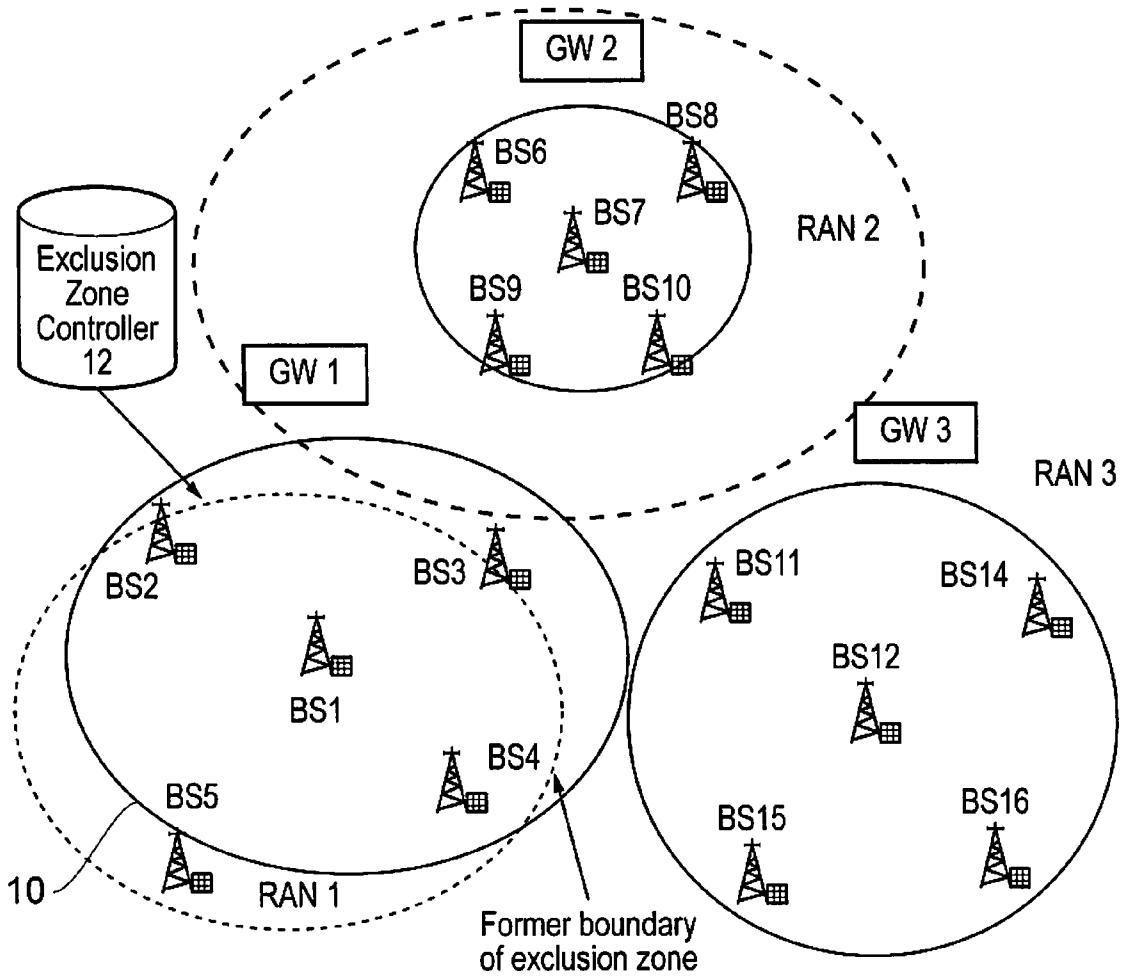 GW 2
BS8
BS6
BS7
RAN 2
Exclusion
Zone
Controller
12
BS9
BS10
GW 1
GW 3
RAN 3
BS2
BS3
BS11
BS14
BS1
BS12
BS4
BS5
BS15
BS16
10
RAN 1
Former boundary
of exclusion zone